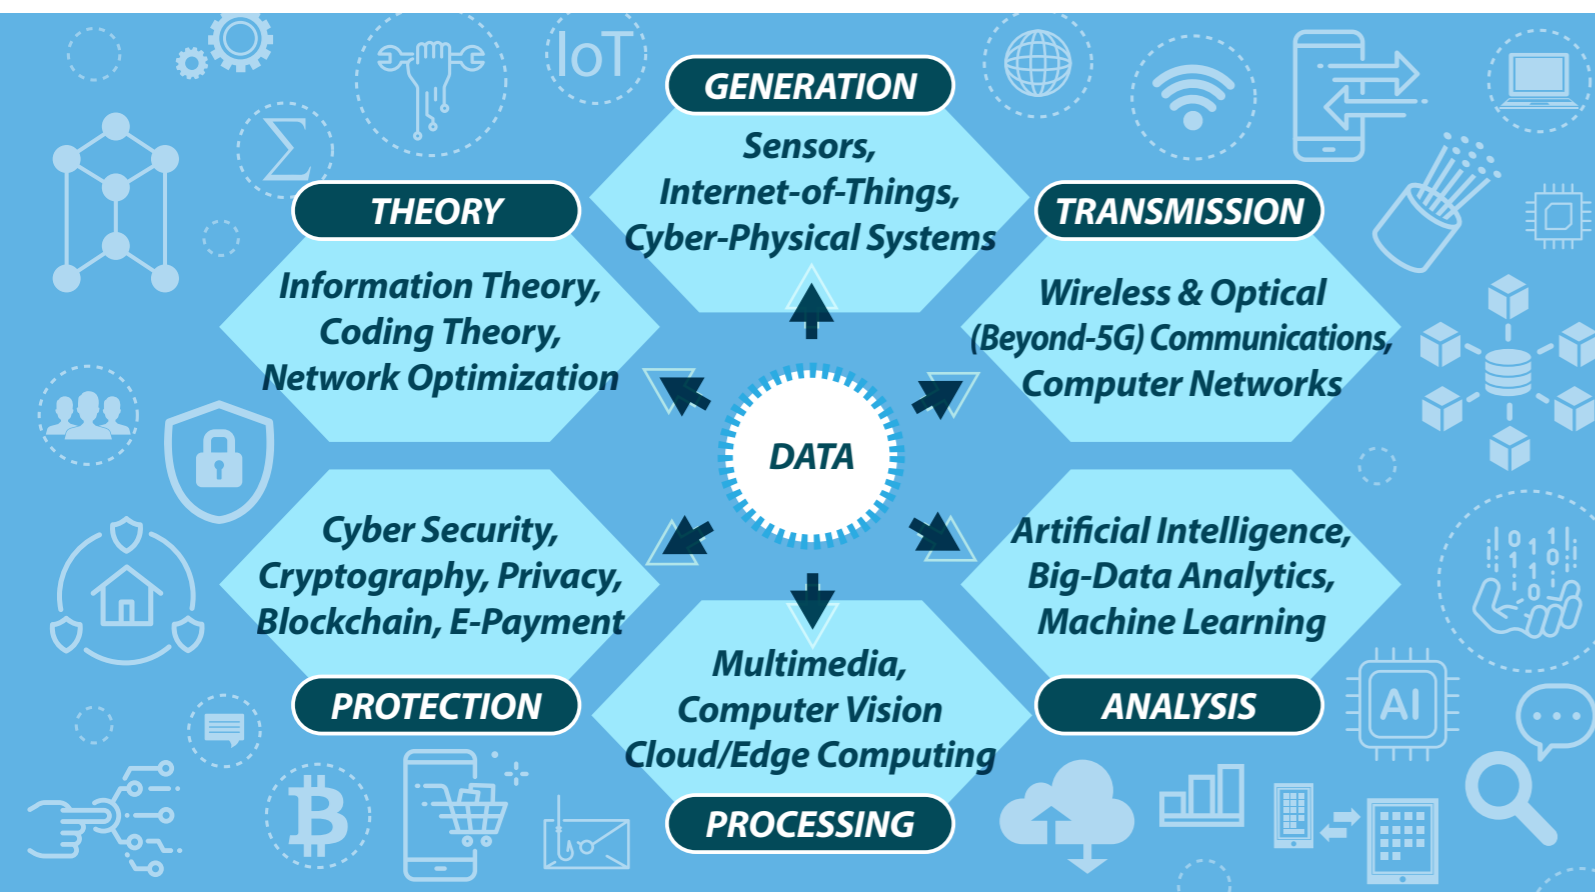 IoT
GENERATION
Sensors,
Internet-of-Things,
Cyber-Physical Systems
THEORY
Information Theory,
Coding Theory,
Network Optimization
TRANSMISSION
Wireless & Optical
(Beyond-5G) Communications,
Computer Networks
DATA
Cyber Security,
Cryptography, Privacy,
Blockchain, E-Payment
PROTECTION
Multimedia,
Computer Vision
Cloud/Edge Computing
PROCESSING
Artificial Intelligence,
Big-Data Analytics,
Machine Learning
ANALYSIS
AI